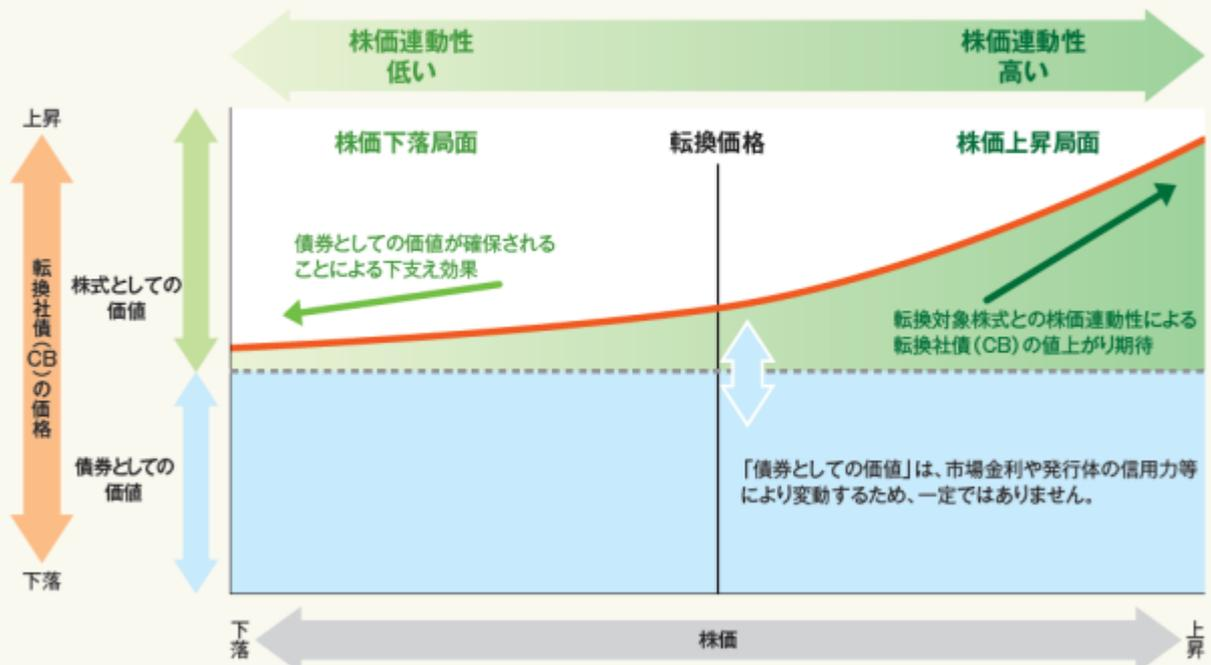 株価連動性
低い
株価連動性
高い
上昇
転換社債(CB)の価格
下落
株式としての
価値
債券としての
価値
株価下落局面
転換価格
株価上昇局面
債券としての価値が確保される
ことによる下支え効果
転換対象株式との株価連動性による
転換社債(CB)の値上がり期待
「債券としての価値」は、市場金利や発行体の信用力等
により変動するため、一定ではありません。
下落
株価
上昇